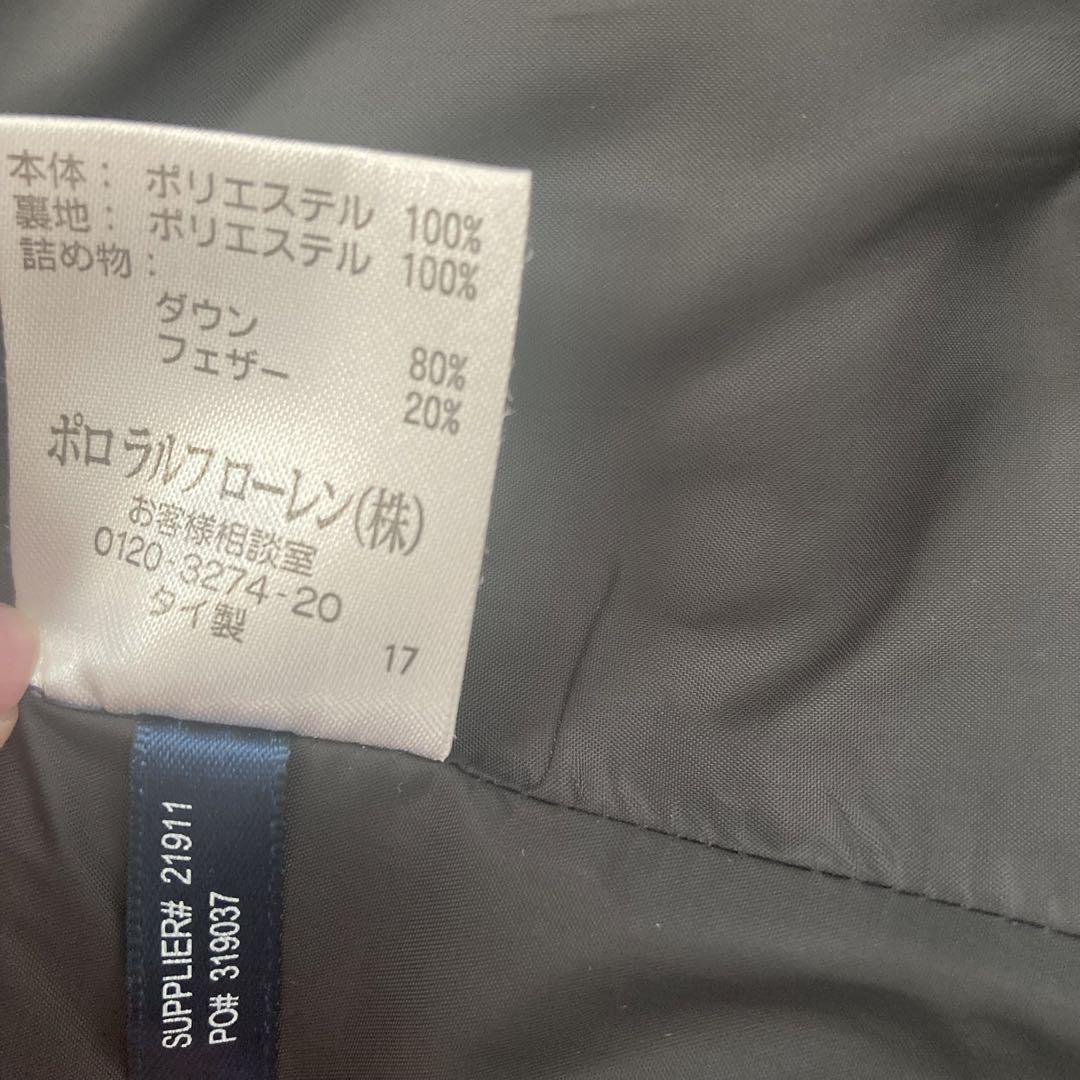 本体： ポリエステル 100%
裏地： ポリエステル 100%
詰め物：
ダウン 80%
フェザー 20%
ポロ ラルフ ローレン(株)
お客様相談室
0120-3274-20
タイ製
17
SUPPLIER# 21911
PO# 319037